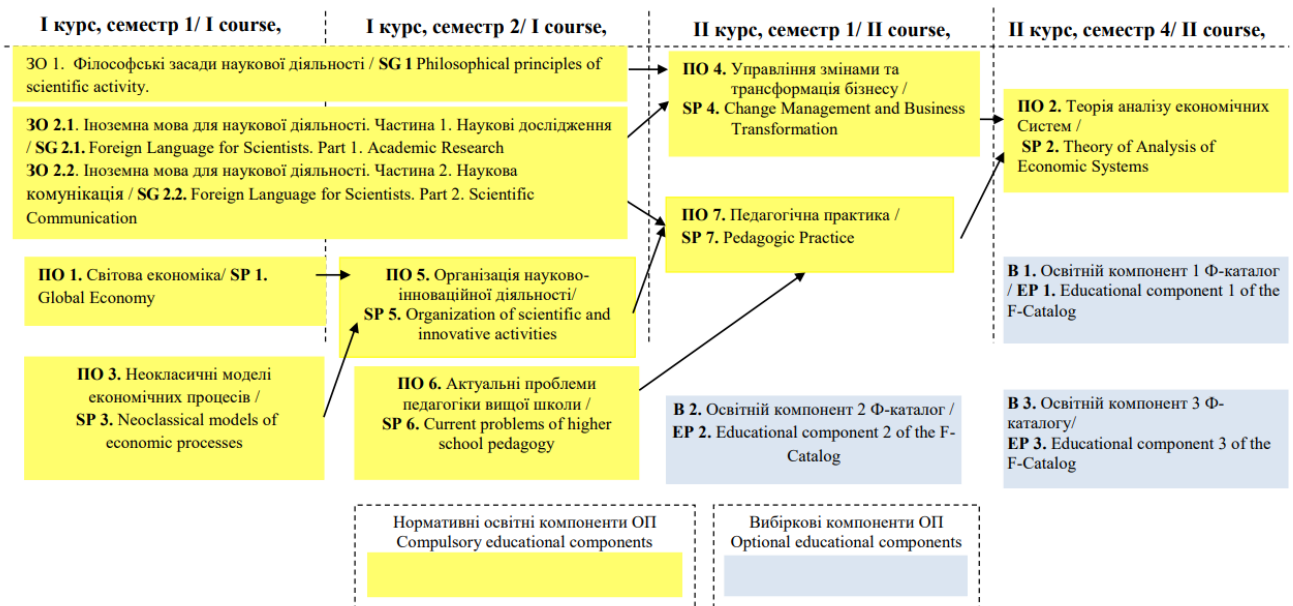 І курс, семестр 1/ I course,
І курс, семестр 2/ I course,
ІІ курс, семестр 1/ II course,
ІІ курс, семестр 4/ II course,
ЗО 1. Філософські засади наукової діяльності / SG 1 Philosophical principles of
scientific activity.
ЗО 2.1. Іноземна мова для наукової діяльності. Частина 1. Наукові дослідження
/ SG 2.1. Foreign Language for Scientists. Part 1. Academic Research
ЗО 2.2. Іноземна мова для наукової діяльності. Частина 2. Наукова
комунікація / SG 2.2. Foreign Language for Scientists. Part 2. Scientific
Communication
ПО 4. Управління змінами та
трансформація бізнесу /
SP 4. Change Management and Business
Transformation
ПО 2. Теорія аналізу економічних
Систем /
SP 2. Theory of Analysis of
Economic Systems
ПО 7. Педагогічна практика /
SP 7. Pedagogic Practice
ПО 1. Світова економіка/ SP 1.
Global Economy
ПО 5. Організація науково-
інноваційної діяльності/
SP 5. Organization of scientific and
innovative activities
В 1. Освітній компонент 1 Ф-каталог
/ EP 1. Educational component 1 of the
F-Catalog
ПО 3. Неокласичні моделі
економічних процесів /
SP 3. Neoclassical models of
economic processes
ПО 6. Актуальні проблеми
педагогіки вищої школи /
SP 6. Current problems of higher
school pedagogy
В 2. Освітній компонент 2 Ф-каталог /
EP 2. Educational component 2 of the F-
Catalog
В 3. Освітній компонент 3 Ф-
каталогу/
EP 3. Educational component 3 of the
F-Catalog
Нормативні освітні компоненти ОП
Compulsory educational components
Вибіркові компоненти ОП
Optional educational components